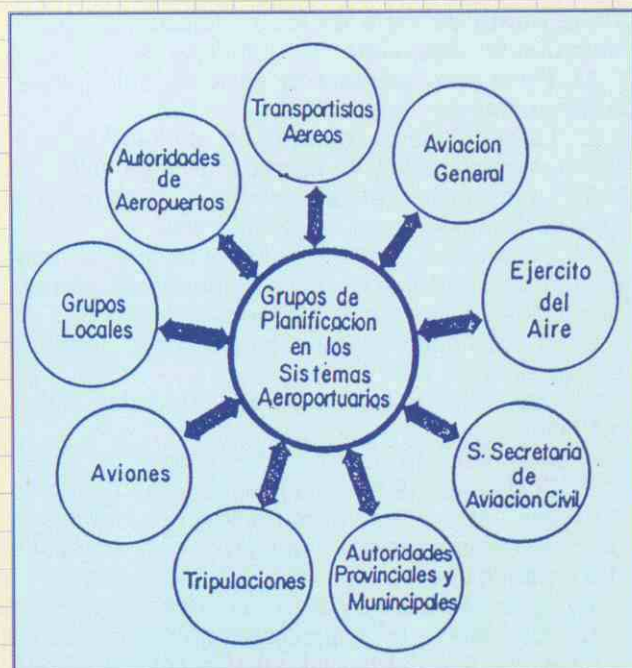 Transportistas
Aereos
Aviacion
General
Ejercito
del
Aire
S. Secretaria
de
Aviacion Civil
Autoridades
Provinciales y
Munincipales
Tripulaciones
Aviones
Grupos
Locales
Autoridades
de
Aeropuertos
Grupos de
Planificacion
en los
Sistemas
Aeroportuarios